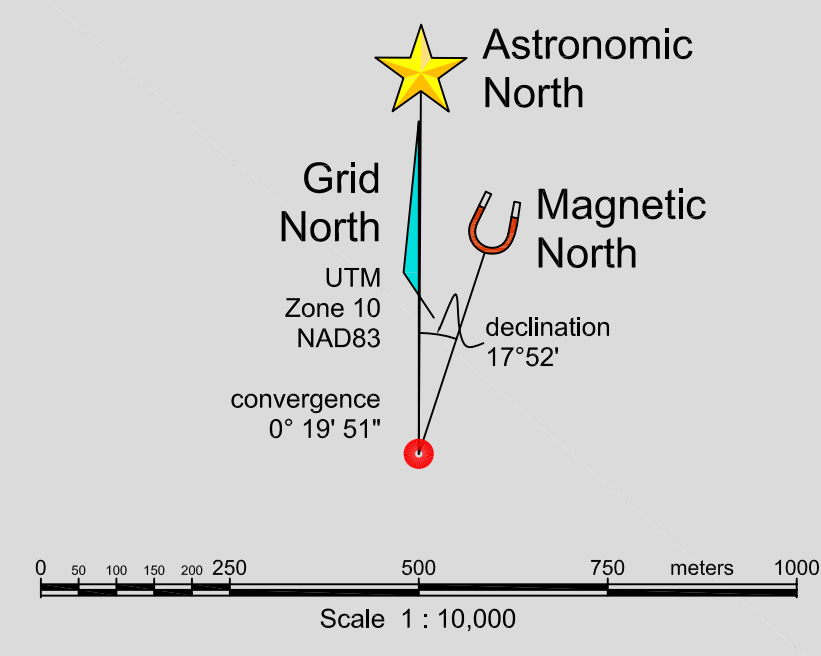 Astronomic
North
Grid
North
UTM
Zone 10
NAD83
Magnetic
North
declination
17°52'
convergence
0° 19' 51"
0 50 100 150 200 250 500 750 meters 1000
Scale 1 : 10,000